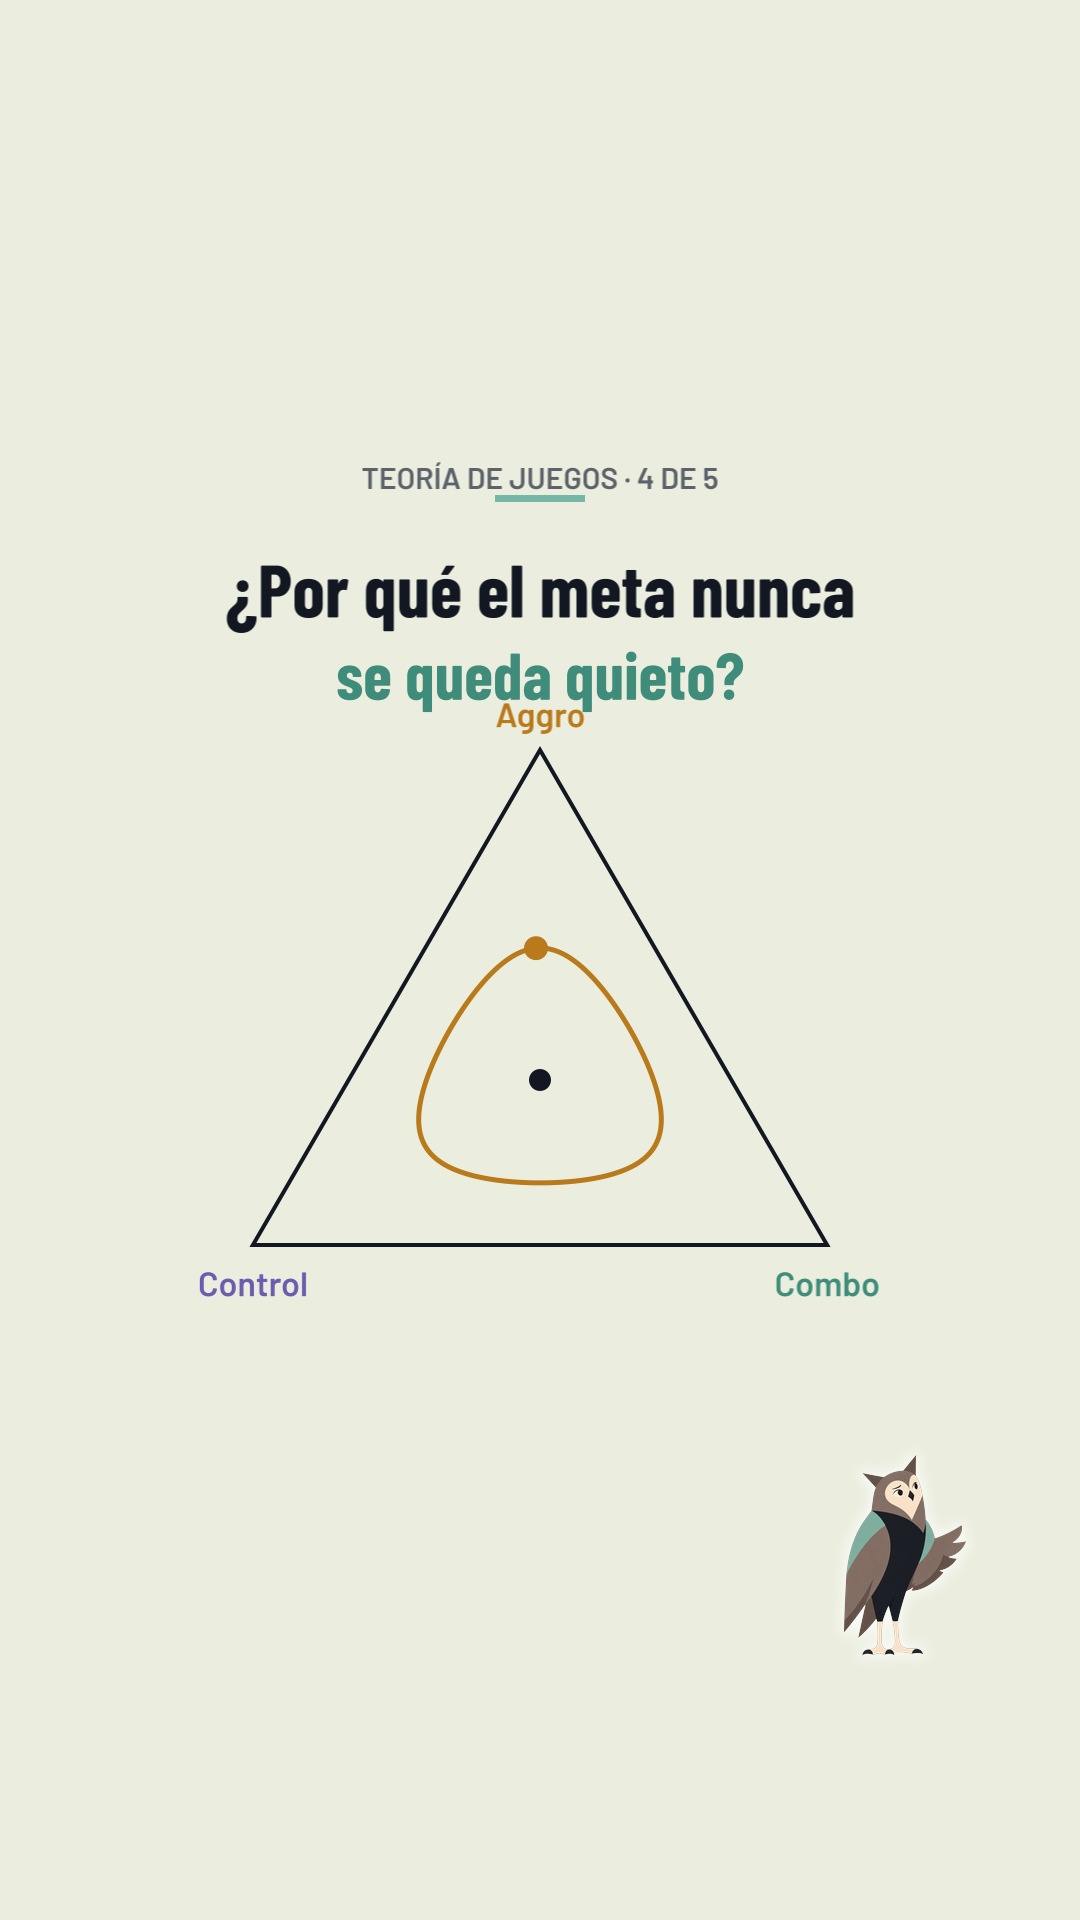 TEORÍA DE JUEGOS · 4 DE 5
¿Por qué el meta nunca
se queda quieto?
Aggro
Control
Combo